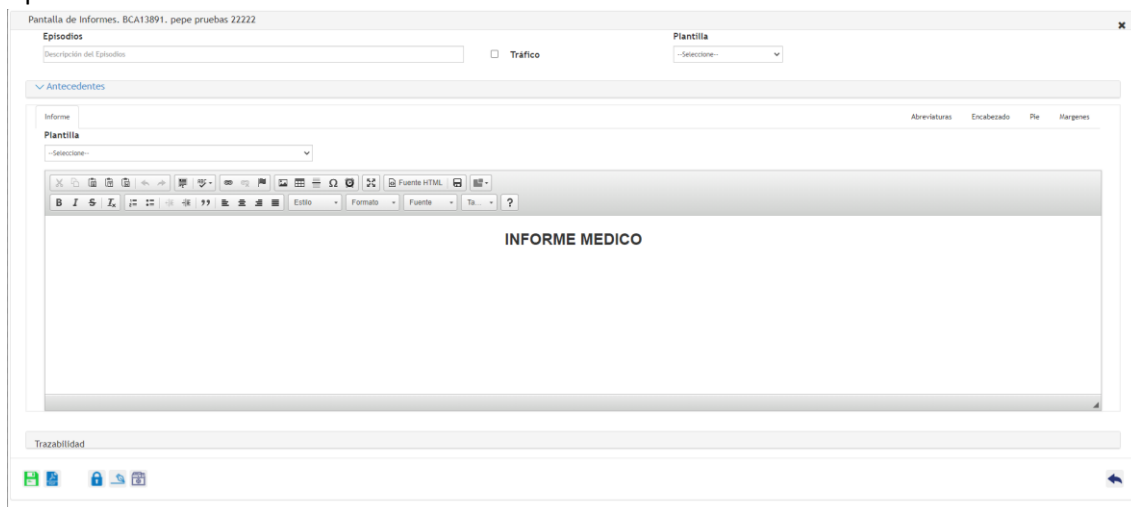 Pantalla de Informes. BCA13891. pepe pruebas 22222
Episodios
Plantilla
Descripción del Episodios
Tráfico
--Seleccione--
Antecedentes
Informe
Abreviaturas Encabezado Pie Margenes
Plantilla
--Seleccione--
Fuente HTML
B I S Ix Estilo Formato Fuente Ta... ?
INFORME MEDICO
Trazabilidad